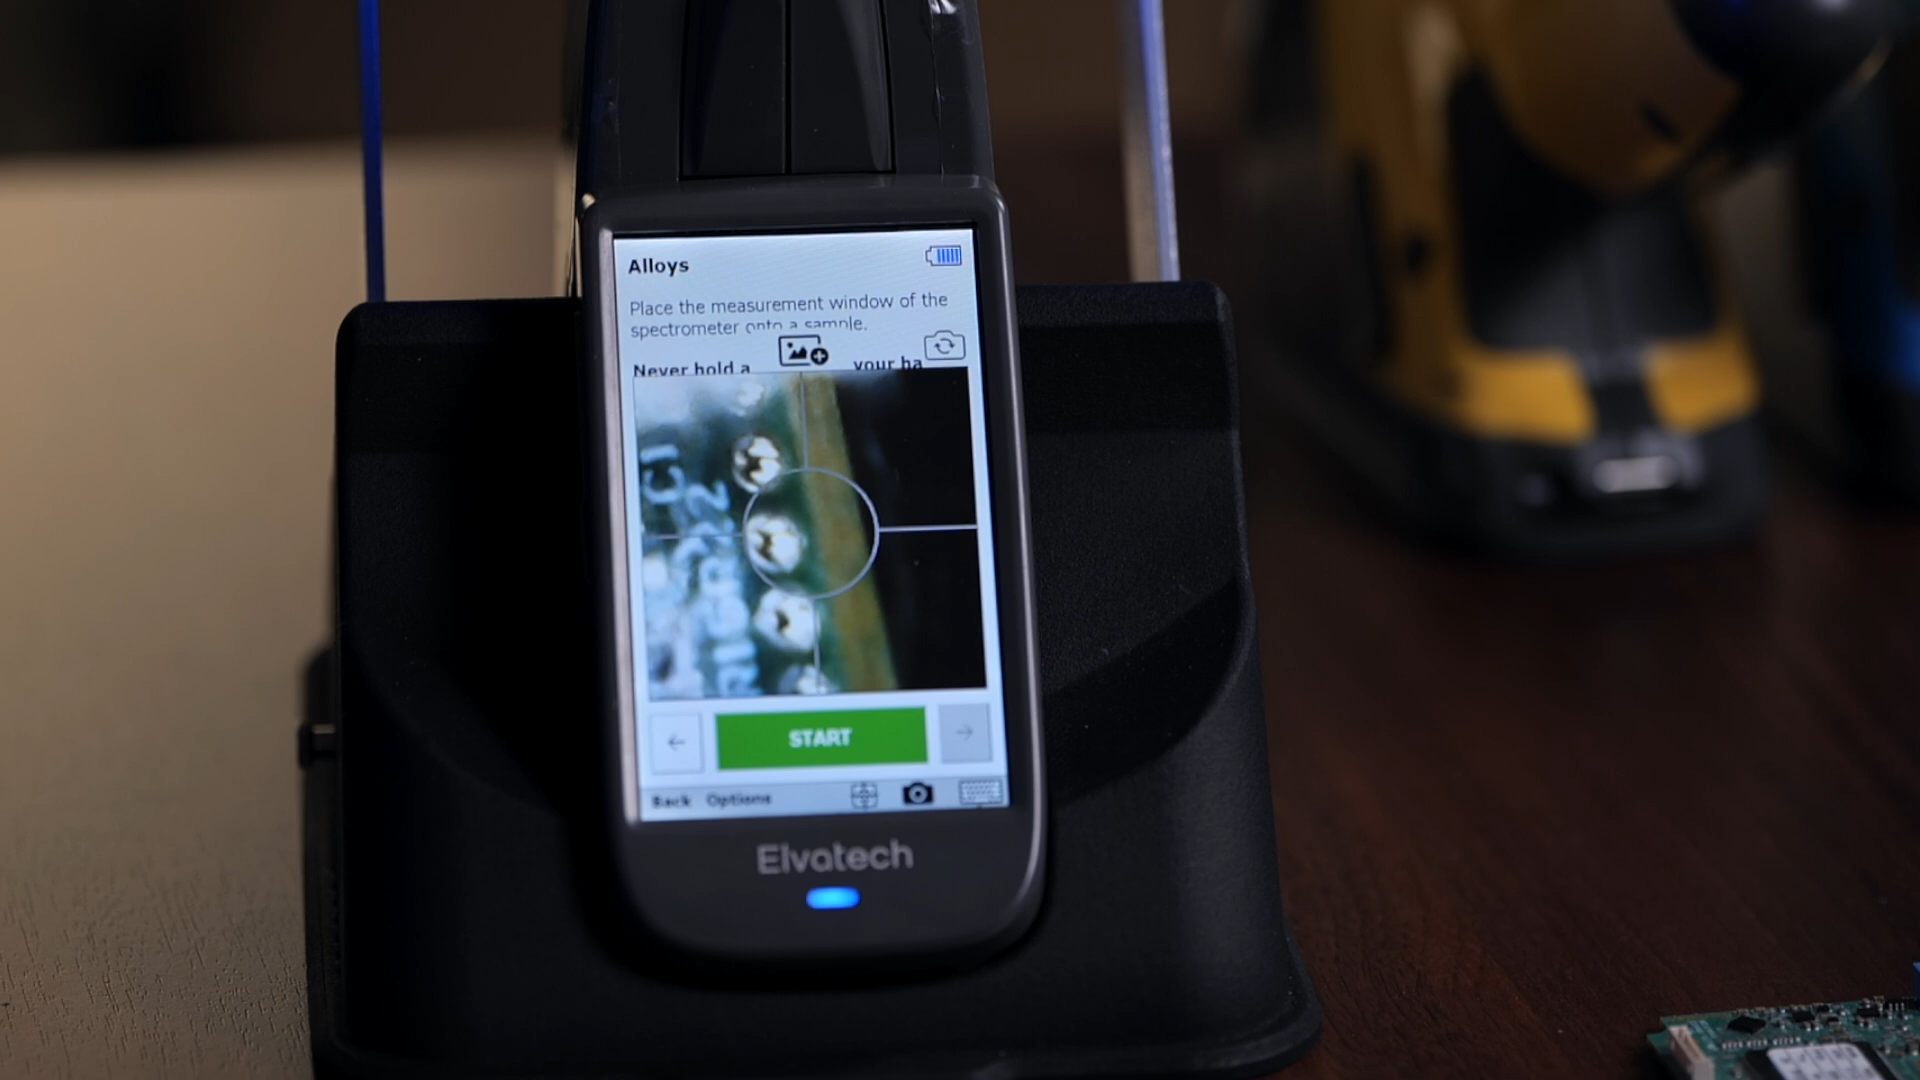 Alloys
Place the measurement window of the
spectrometer onto a sample.
Never hold a your ha
START
Back Options
Elvatech